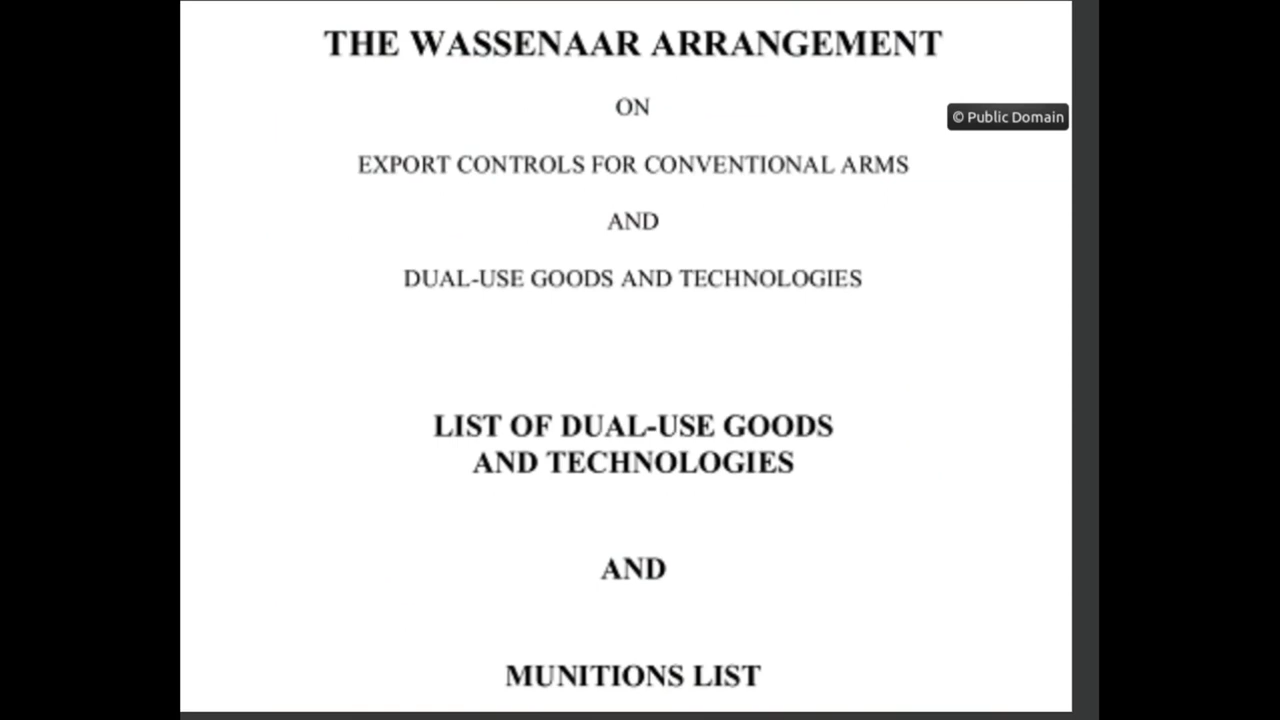 THE WASSENAAR ARRANGEMENT
ON
© Public Domain
EXPORT CONTROLS FOR CONVENTIONAL ARMS
AND
DUAL-USE GOODS AND TECHNOLOGIES
LIST OF DUAL-USE GOODS
AND TECHNOLOGIES
AND
MUNITIONS LIST